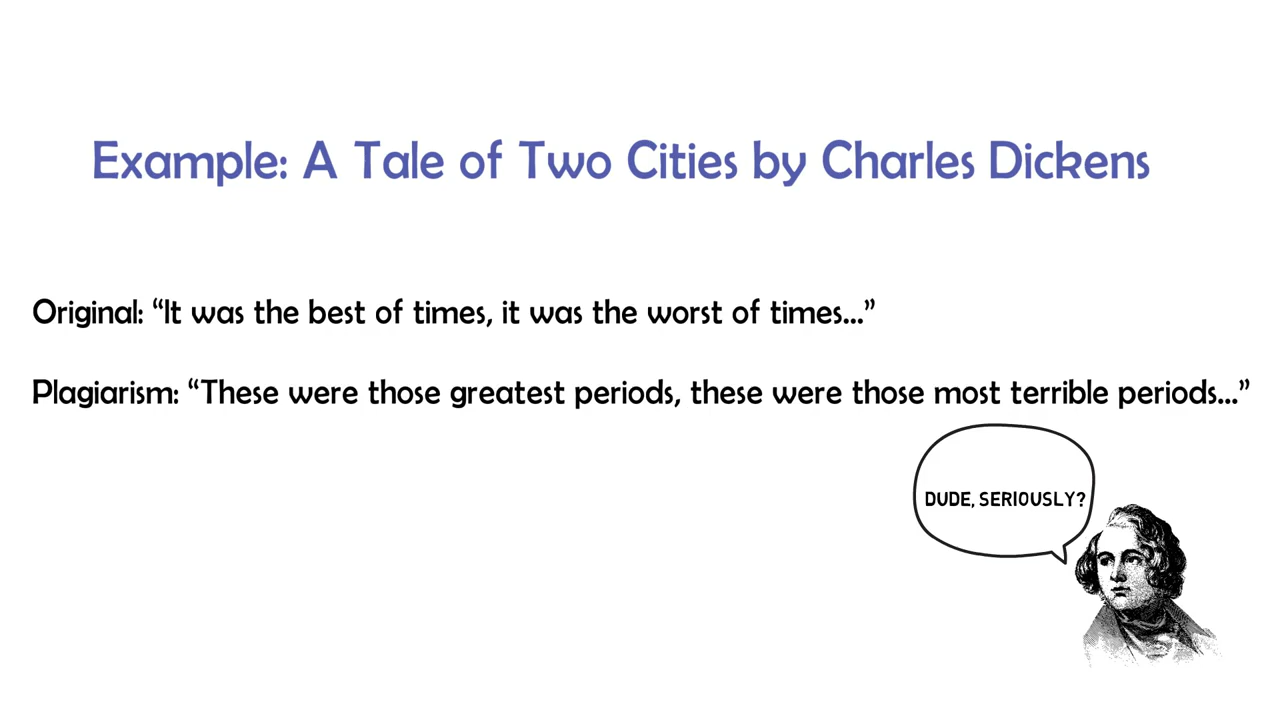 Example: A Tale of Two Cities by Charles Dickens
Original: “It was the best of times, it was the worst of times...”
Plagiarism: “These were those greatest periods, these were those most terrible periods...”
DUDE, SERIOUSLY?